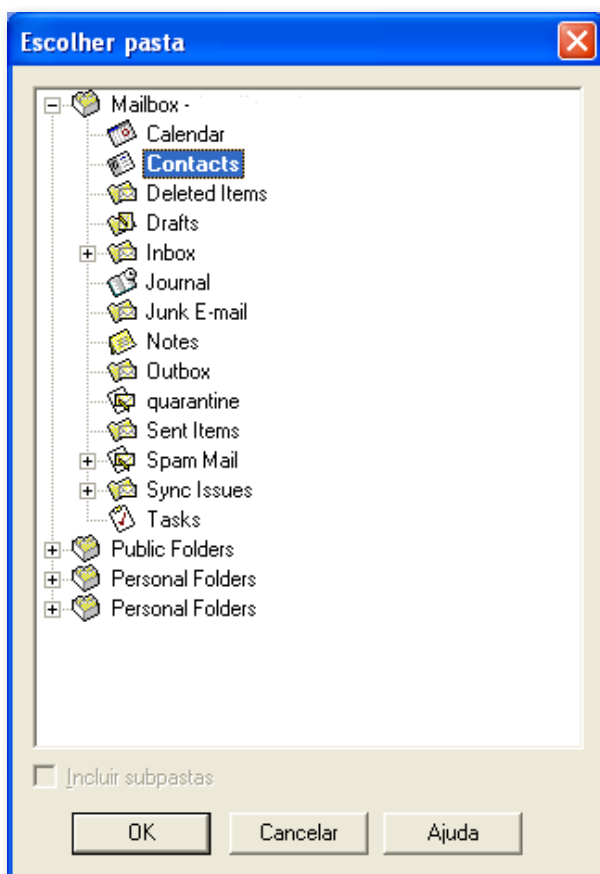 Escolher pasta
Mailbox -
Calendar
Contacts
Deleted Items
Drafts
Inbox
Journal
Junk E-mail
Notes
Outbox
quarantine
Sent Items
Spam Mail
Sync Issues
Tasks
Public Folders
Personal Folders
Personal Folders
Incluir subpastas
OK Cancelar Ajuda